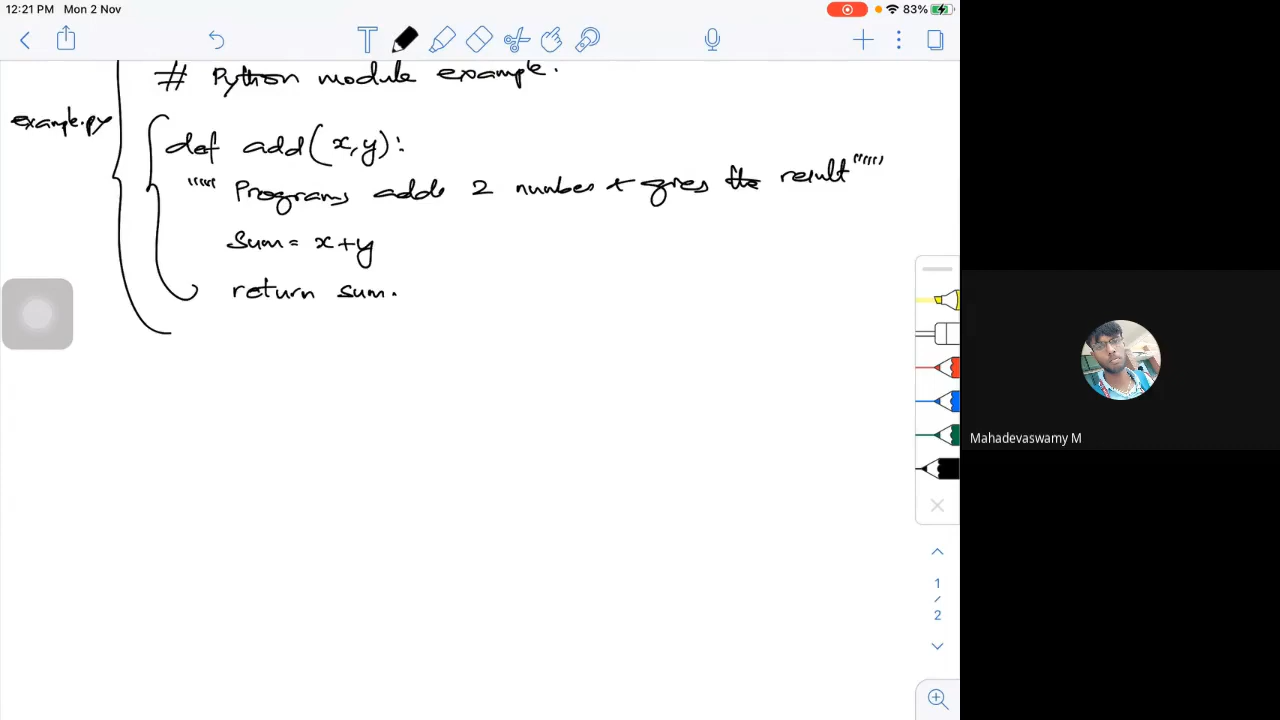 12:21 PM Mon 2 Nov
83%
# Python module example.
example.py
def add(x,y):
""" Programs adds 2 numbes + gives the result """
Sum = x+y
return sum.
1
/
2
Mahadevaswamy M